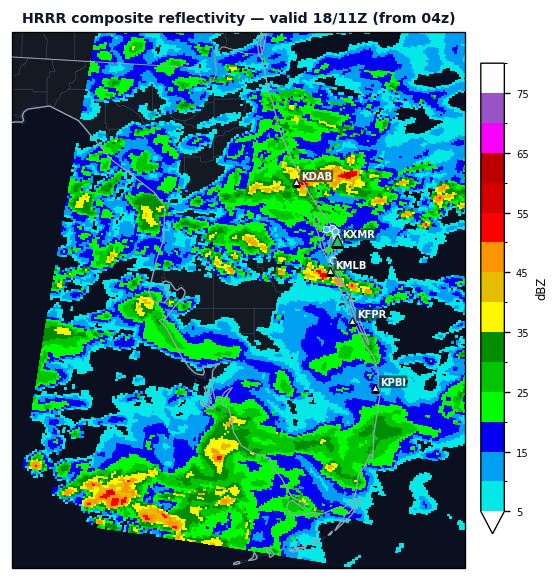 HRRR composite reflectivity — valid 18/11Z (from 04z)
KDAB
KXMR
KMLB
KFPR
KPBI
75
65
55
45
35
25
15
5
dBZ